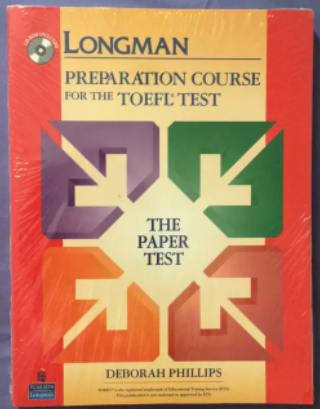 LONGMAN
PREPARATION COURSE
FOR THE TOEFL® TEST
THE
PAPER
TEST
DEBORAH PHILLIPS
PEARSON
Longman